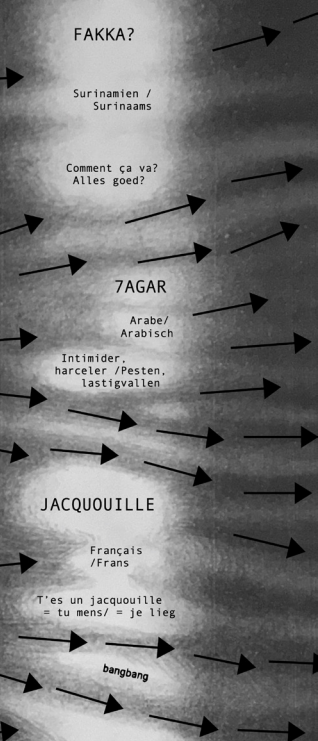 FAKKA?
Surinamien /
Surinaams
Comment ça va?
Alles goed?
7AGAR
Arabe/
Arabisch
Intimider,
harceler /Pesten,
lastigvallen
JACQUOUILLE
Français
/Frans
T'es un jacquouille
= tu mens/ = je lieg
bangbang